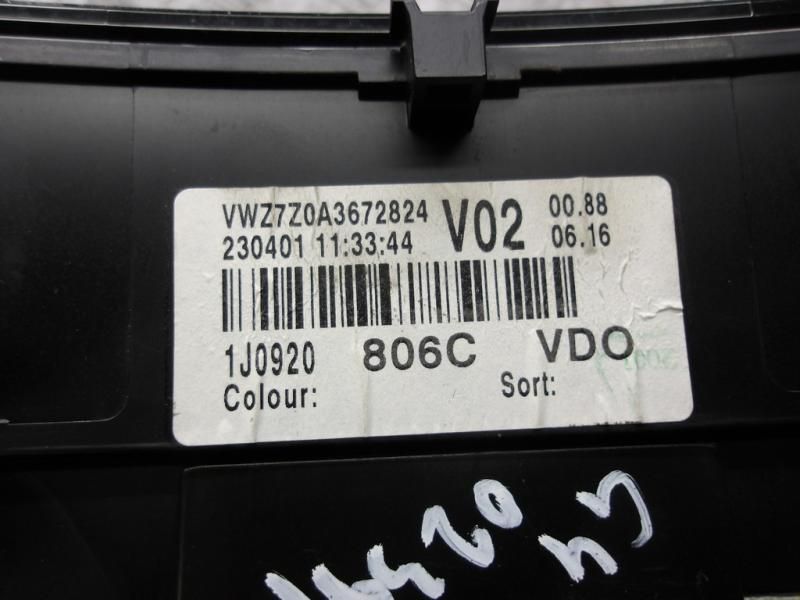 VWZ7Z0A3672824 V02 00.88
230401 11:33:44 06.16
1J0920 806C VDO
Colour: Sort: